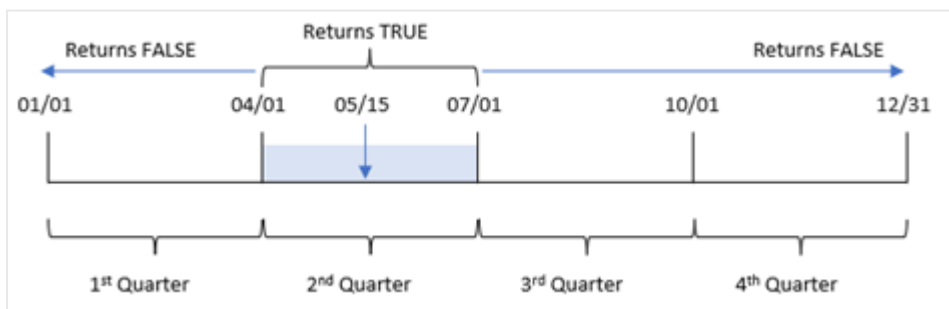 Returns TRUE
Returns FALSE
Returns FALSE
01/01
04/01
05/15
07/01
10/01
12/31
1st Quarter
2nd Quarter
3rd Quarter
4th Quarter